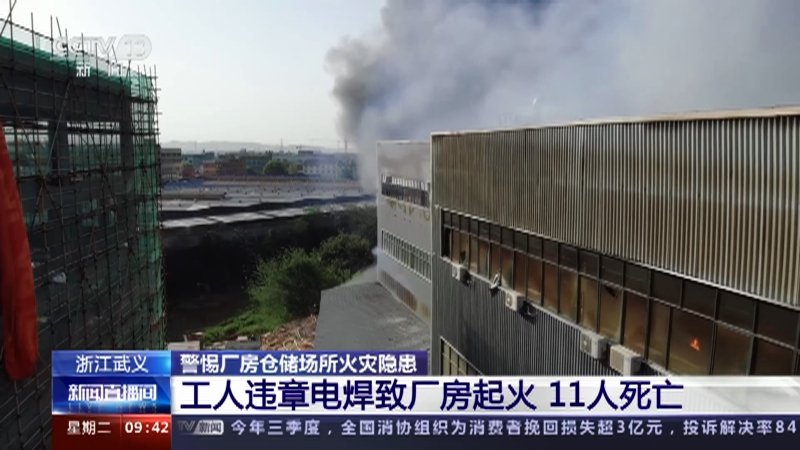 CCTV 13
新闻
浙江武义
警惕厂房仓储场所火灾隐患
新闻直播间
工人违章电焊致厂房起火 11人死亡
星期二 09:42
CCTV新闻 今年三季度，全国消协组织为消费者挽回损失超3亿元，投诉解决率84